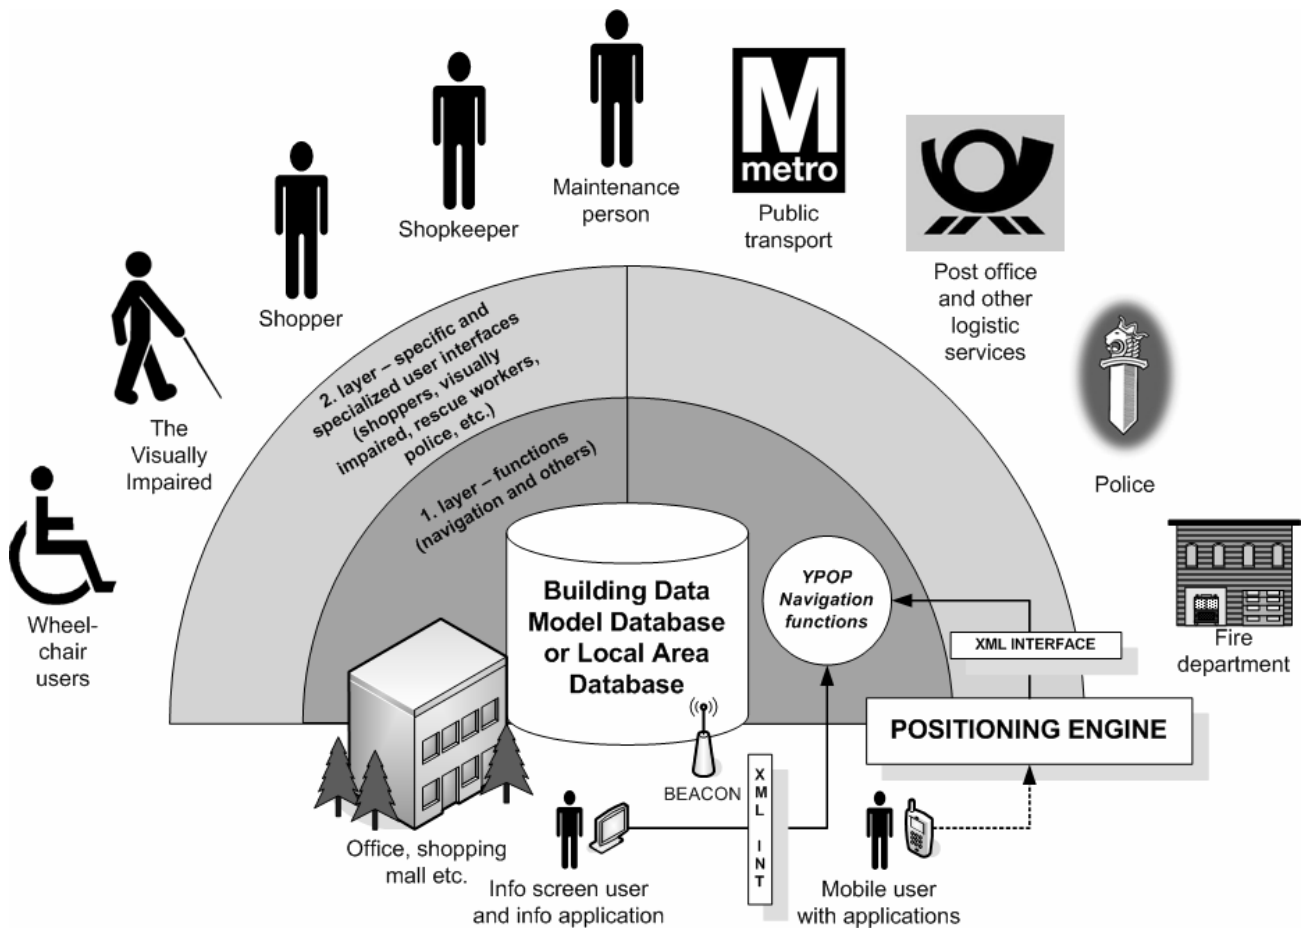 M
metro
Maintenance
person
Shopkeeper
Public
transport
Shopper
Post office
and other
logistic
services
The
Visually
Impaired
Police
Wheel-
chair
users
Fire
department
2. layer – specific and
specialized user interfaces
(shoppers, visually
impaired, rescue workers,
police, etc.)
1. layer – functions
(navigation and others)
Building Data
Model Database
or Local Area
Database
YPOP
Navigation
functions
XML INTERFACE
POSITIONING ENGINE
BEACON
XML INT
Office, shopping
mall etc.
Info screen user
and info application
Mobile user
with applications